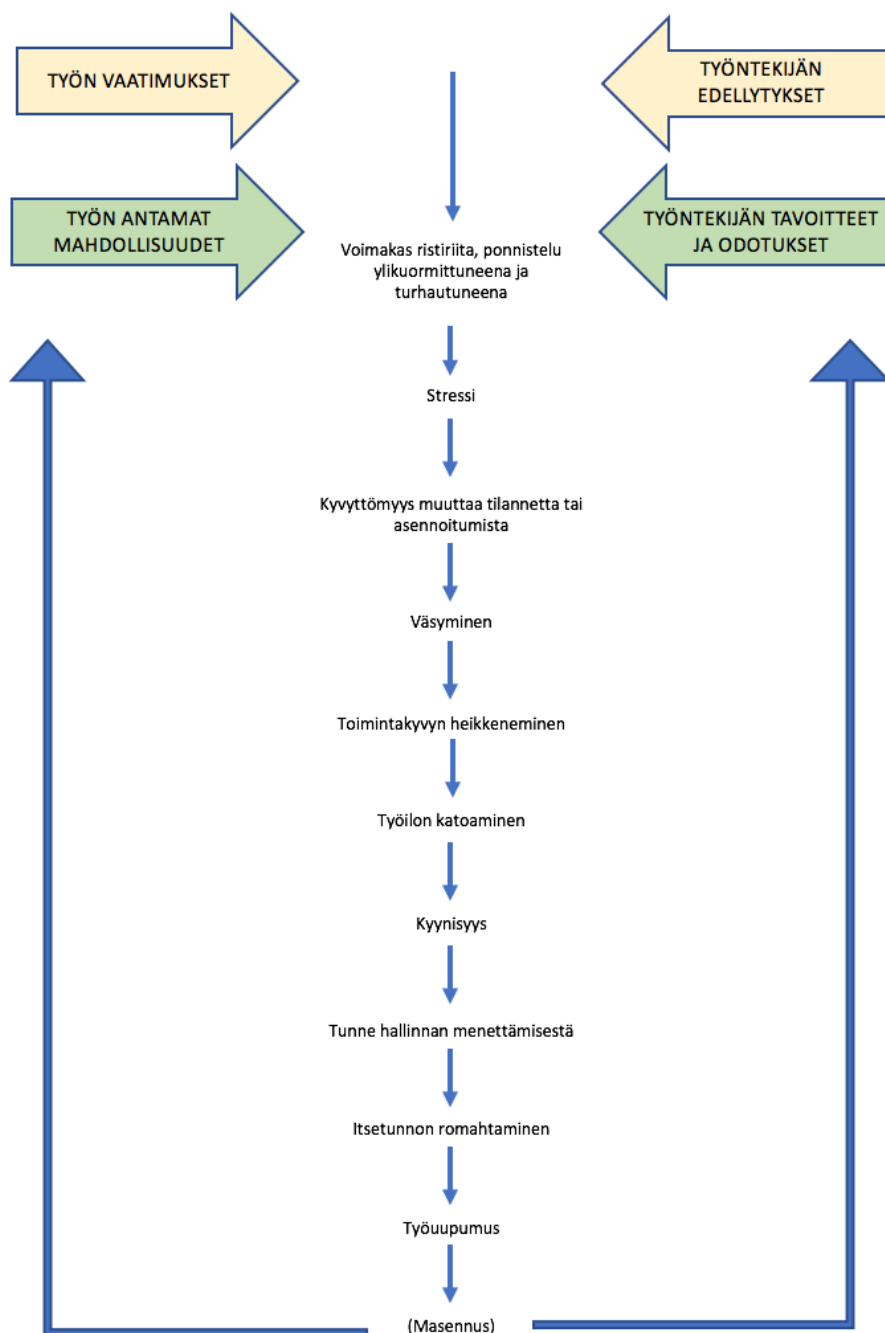 TYÖN VAATIMUKSET
TYÖNTEKIJÄN
EDELLYTYKSET
TYÖN ANTAMAT
MAHDOLLISUUDET
TYÖNTEKIJÄN TAVOITTEET
JA ODOTUKSET
Voimakas ristiriita, ponnistelu
ylikuormittuneena ja
turhautuneena
Stressi
Kyvyttömyys muuttaa tilannetta tai
asennoitumista
Väsyminen
Toimintakyvyn heikkeneminen
Työilon katoaminen
Kyynisyys
Tunne hallinnan menettämisestä
Itsetunnon romahtaminen
Työuupumus
(Masennus)